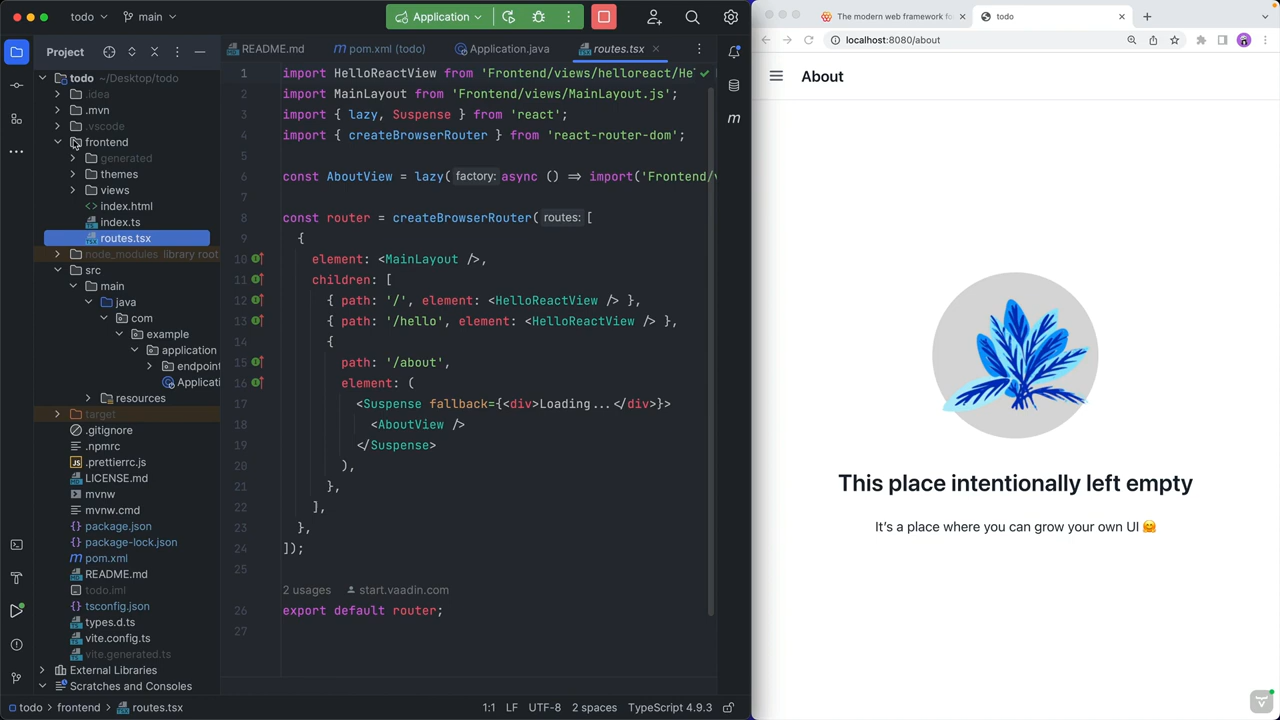 todo
main
Application
Project
todo ~/Desktop/todo
.idea
.mvn
.vscode
frontend
generated
themes
views
index.html
index.ts
routes.tsx
node_modules library root
src
main
java
com
example
application
endpoint
Applicati
resources
target
.gitignore
.npmrc
.prettierrc.js
LICENSE.md
mvnw
mvnw.cmd
package.json
package-lock.json
pom.xml
README.md
todo.iml
tsconfig.json
types.d.ts
vite.config.ts
vite.generated.ts
External Libraries
Scratches and Consoles
README.md
pom.xml (todo)
Application.java
routes.tsx
1 import HelloReactView from 'Frontend/views/helloreact/He
2 import MainLayout from 'Frontend/views/MainLayout.js';
3 import { lazy, Suspense } from 'react';
4 import { createBrowserRouter } from 'react-router-dom';
5
6 const AboutView = lazy( factory: async () => import('Frontend/v
7
8 const router = createBrowserRouter( routes: [
9 {
10 element: <MainLayout />,
11 children: [
12 { path: '/', element: <HelloReactView /> },
13 { path: '/hello', element: <HelloReactView /> },
14 {
15 path: '/about',
16 element: (
17 <Suspense fallback={<div>Loading...</div>}>
18 <AboutView />
19 </Suspense>
20 ),
21 },
22 ],
23 },
24 ]);
25
2 usages start.vaadin.com
26 export default router;
27
m
todo
frontend
routes.tsx
1:1 LF UTF-8 2 spaces TypeScript 4.9.3
The modern web framework fo
todo
localhost:8080/about
About
This place intentionally left empty
It’s a place where you can grow your own UI 🤗